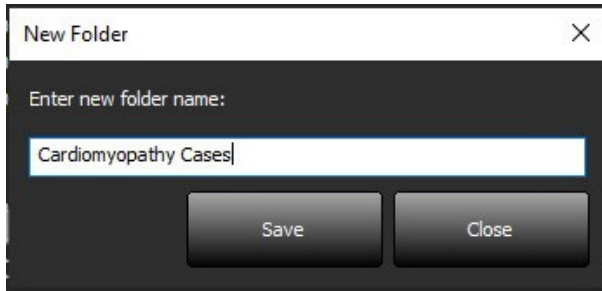 New Folder
Enter new folder name:
Cardiomyopathy Cases
Save Close